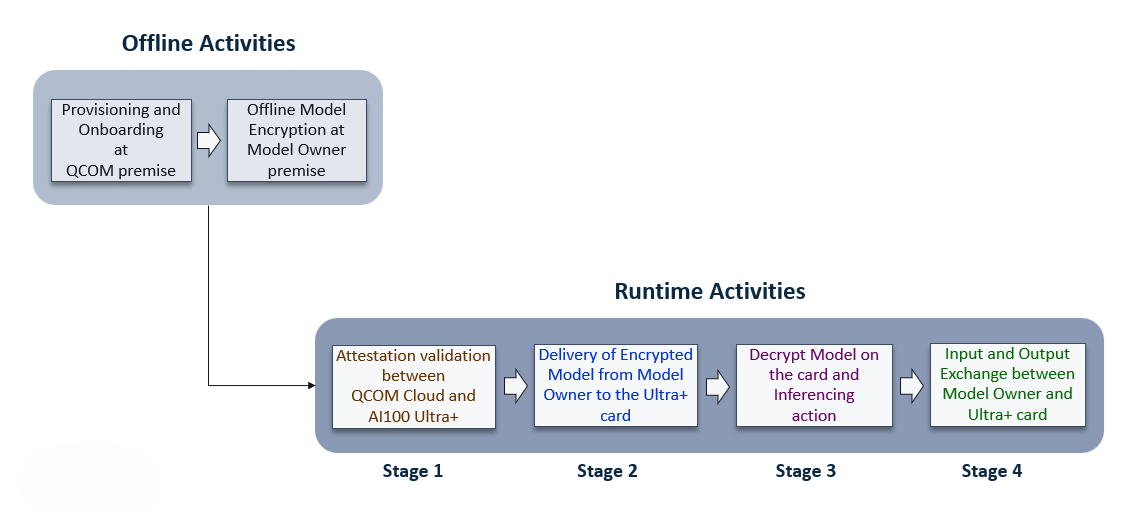 Offline Activities
Provisioning and
Onboarding
at
QCOM premise
Offline Model
Encryption at
Model Owner
premise
Runtime Activities
Attestation validation
between
QCOM Cloud and
AI100 Ultra+
Delivery of Encrypted
Model from Model
Owner to the Ultra+
card
Decrypt Model on
the card and
Inferencing
action
Input and Output
Exchange between
Model Owner and
Ultra+ card
Stage 1
Stage 2
Stage 3
Stage 4